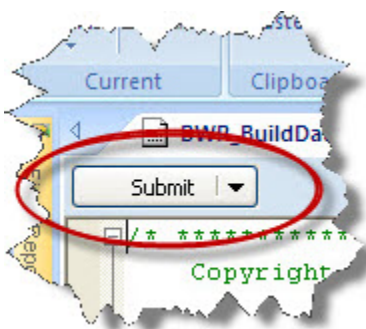 Current
Clipboa
BWP_BuildDa
Submit
/* ***********
Copyright